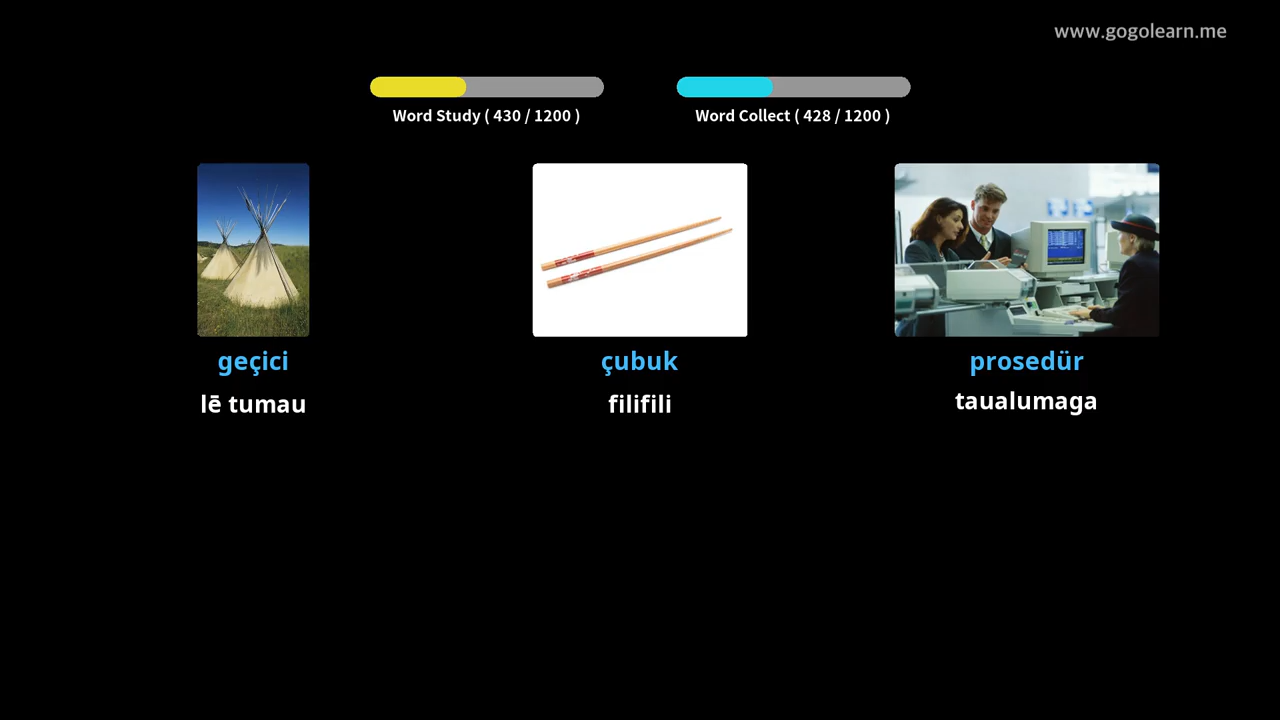 www.gogolearn.me
Word Study ( 430 / 1200 )
Word Collect ( 428 / 1200 )
geçici
çubuk
prosedür
lē tumau
filifili
taualumaga